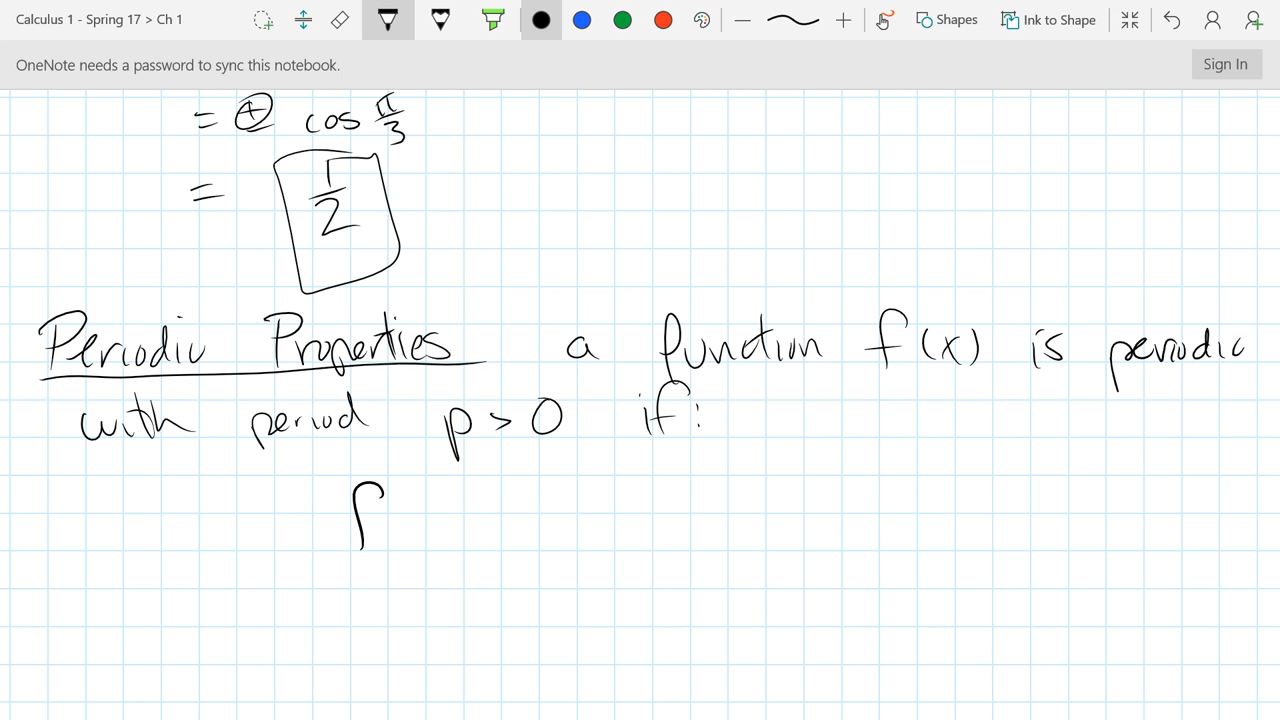 Calculus 1 - Spring 17 > Ch 1
Shapes
Ink to Shape
OneNote needs a password to sync this notebook.
Sign In
= ⊕ cos π/3
= 1/2
Periodic Properties a function f(x) is periodic
with period p > 0 if:
f